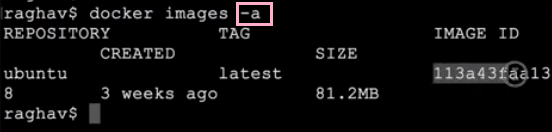 raghav$ docker images -a
REPOSITORY TAG IMAGE ID
CREATED SIZE
ubuntu latest 113a43faa13
8 3 weeks ago 81.2MB
raghav$